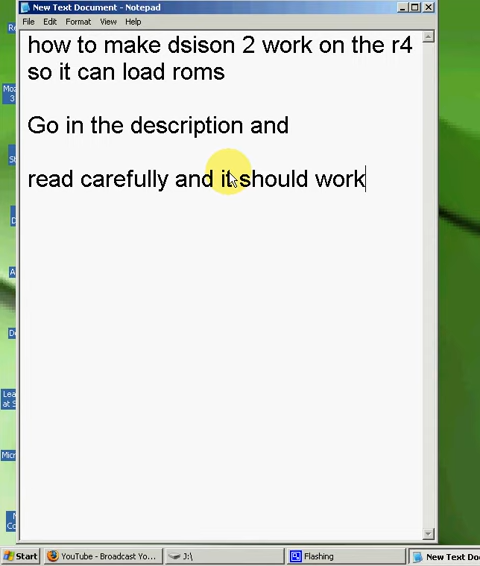 New Text Document - Notepad
File Edit Format View Help
how to make dsison 2 work on the r4
so it can load roms
Go in the description and
read carefully and it should work
Start
YouTube - Broadcast Yo...
J:\
Flashing
New Text Do